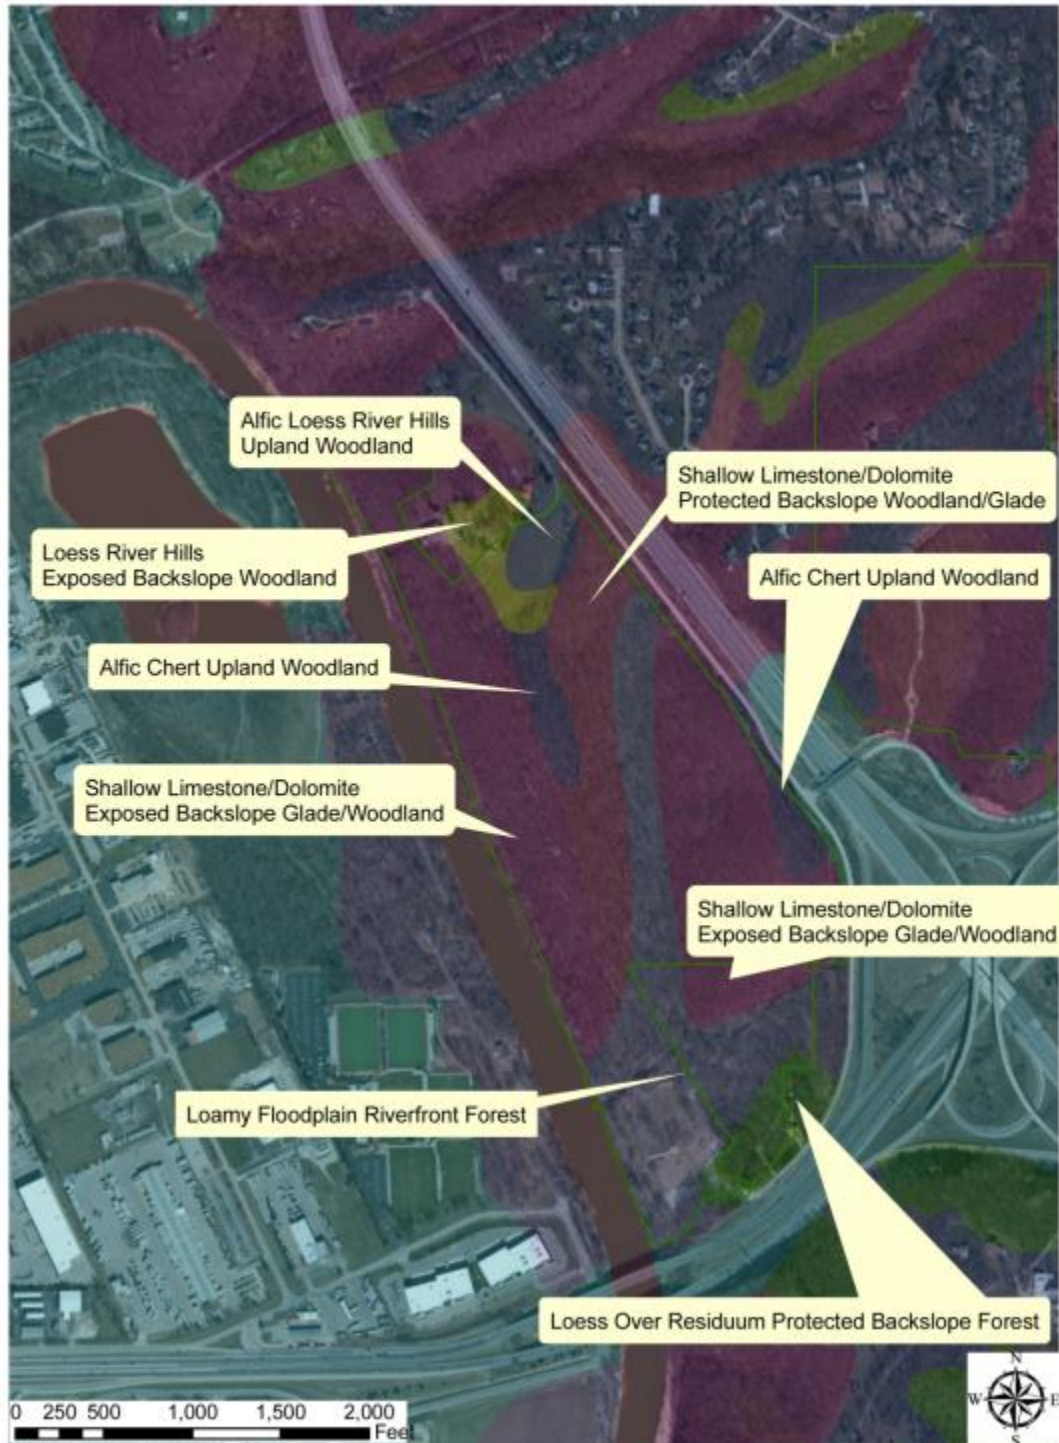 Alfic Loess River Hills
Upland Woodland
Shallow Limestone/Dolomite
Protected Backslope Woodland/Glade
Loess River Hills
Exposed Backslope Woodland
Alfic Chert Upland Woodland
Alfic Chert Upland Woodland
Shallow Limestone/Dolomite
Exposed Backslope Glade/Woodland
Shallow Limestone/Dolomite
Exposed Backslope Glade/Woodland
Loamy Floodplain Riverfront Forest
Loess Over Residuum Protected Backslope Forest
0 250 500 1,000 1,500 2,000
Feet
N
W E
S